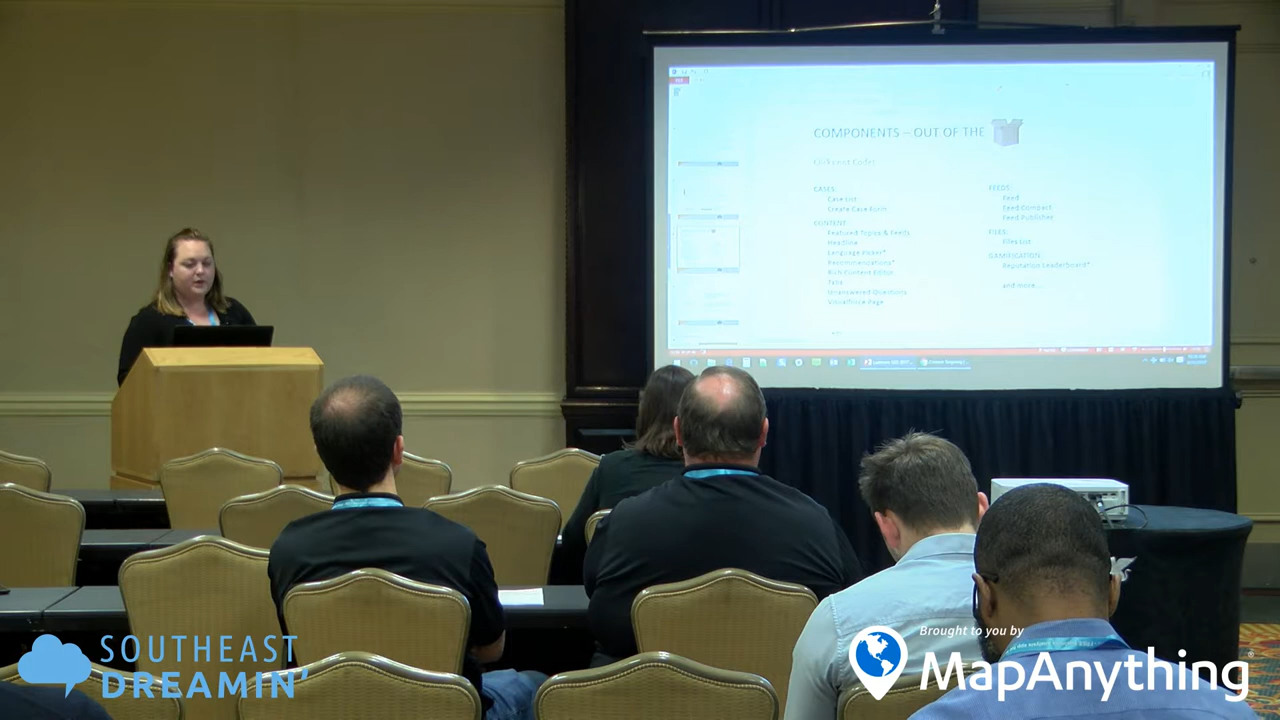 COMPONENTS – OUT OF THE
CASES:
Case List
Create Case Form
CONTENT:
Featured Topics & Feeds
Headline
Language Picker*
Recommendations*
Rich Content Editor
Tabs
Unanswered Questions
Visualforce Page
FEEDS:
Feed
Feed Compact
Feed Publisher
FILES:
Files List
GAMIFICATION:
Reputation Leaderboard*
and more...
SOUTHEAST
DREAMIN'
Brought to you by
MapAnything®